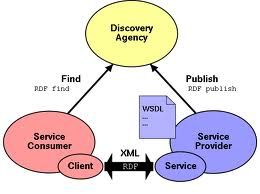 Discovery
Agency
Find
RDF find
Publish
RDF publish
WSDL
...
...
Service
Consumer
Client
XML
RDF
Service
Provider
Service